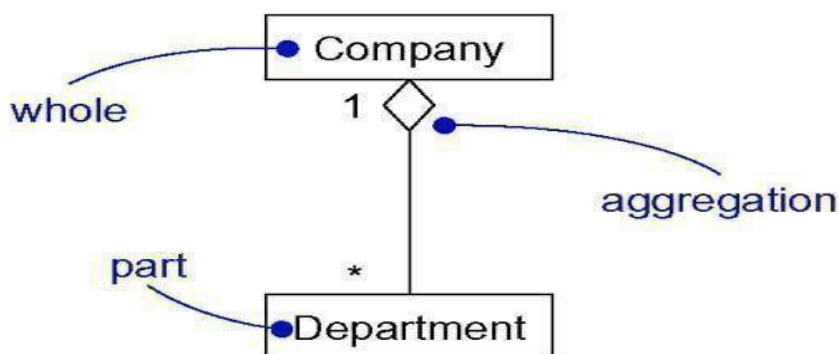 Company
whole
1
aggregation
part
*
Department